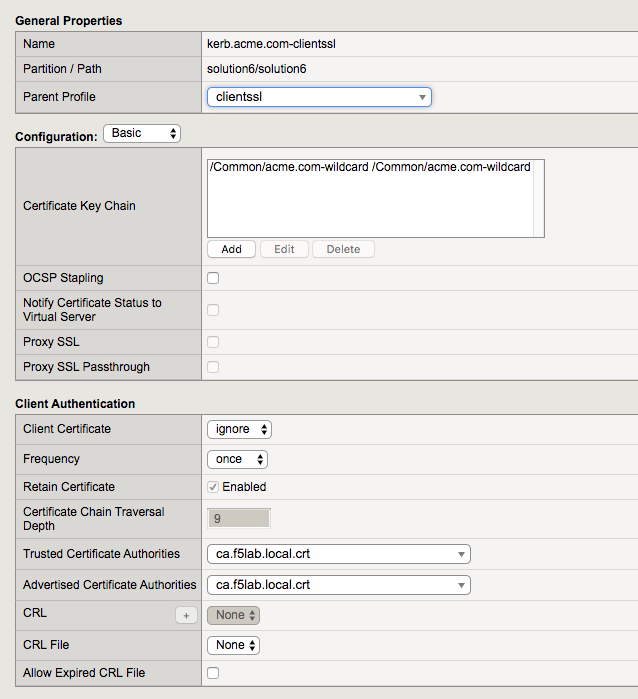 General Properties
Name
kerb.acme.com-clientssl
Partition / Path
solution6/solution6
Parent Profile
clientssl
Configuration:
Basic
Certificate Key Chain
/Common/acme.com-wildcard /Common/acme.com-wildcard
Add
Edit
Delete
OCSP Stapling
Notify Certificate Status to
Virtual Server
Proxy SSL
Proxy SSL Passthrough
Client Authentication
Client Certificate
ignore
Frequency
once
Retain Certificate
Enabled
Certificate Chain Traversal
Depth
9
Trusted Certificate Authorities
ca.f5lab.local.crt
Advertised Certificate Authorities
ca.f5lab.local.crt
CRL
+
None
CRL File
None
Allow Expired CRL File